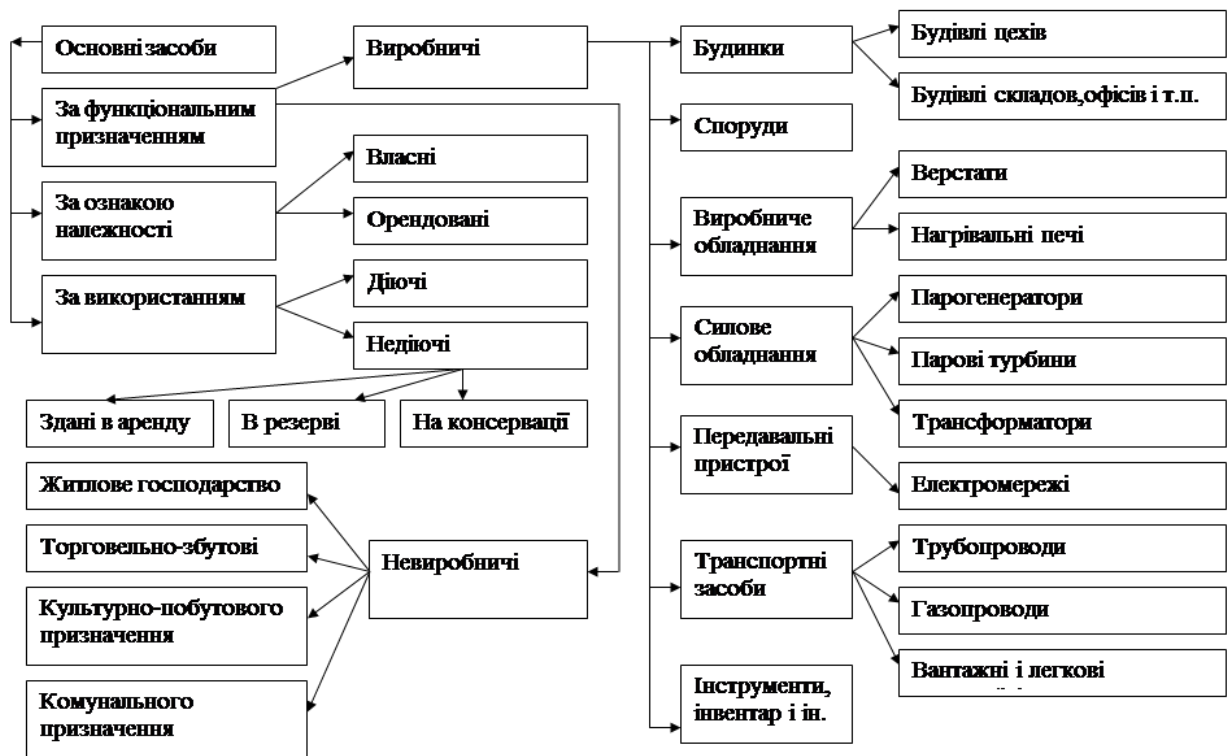 Основні засоби
За функціональним
призначенням
За ознакою
належності
За використанням
Виробничі
Власні
Орендовані
Діючі
Недіючі
Здані в аренду
В резерві
На консервації
Житлове господарство
Торговельно-збутові
Культурно-побутового
призначення
Комунального
призначення
Невиробничі
Будинки
Споруди
Виробниче
обладнання
Силове
обладнання
Передавальні
пристрої
Транспортні
засоби
Інструменти,
інвентар і ін.
Будівлі цехів
Будівлі складов,офісів і т.п.
Верстати
Нагрівальні печі
Парогенератори
Парові турбини
Трансформатори
Електромережі
Трубопроводи
Газопроводи
Вантажні і легкові